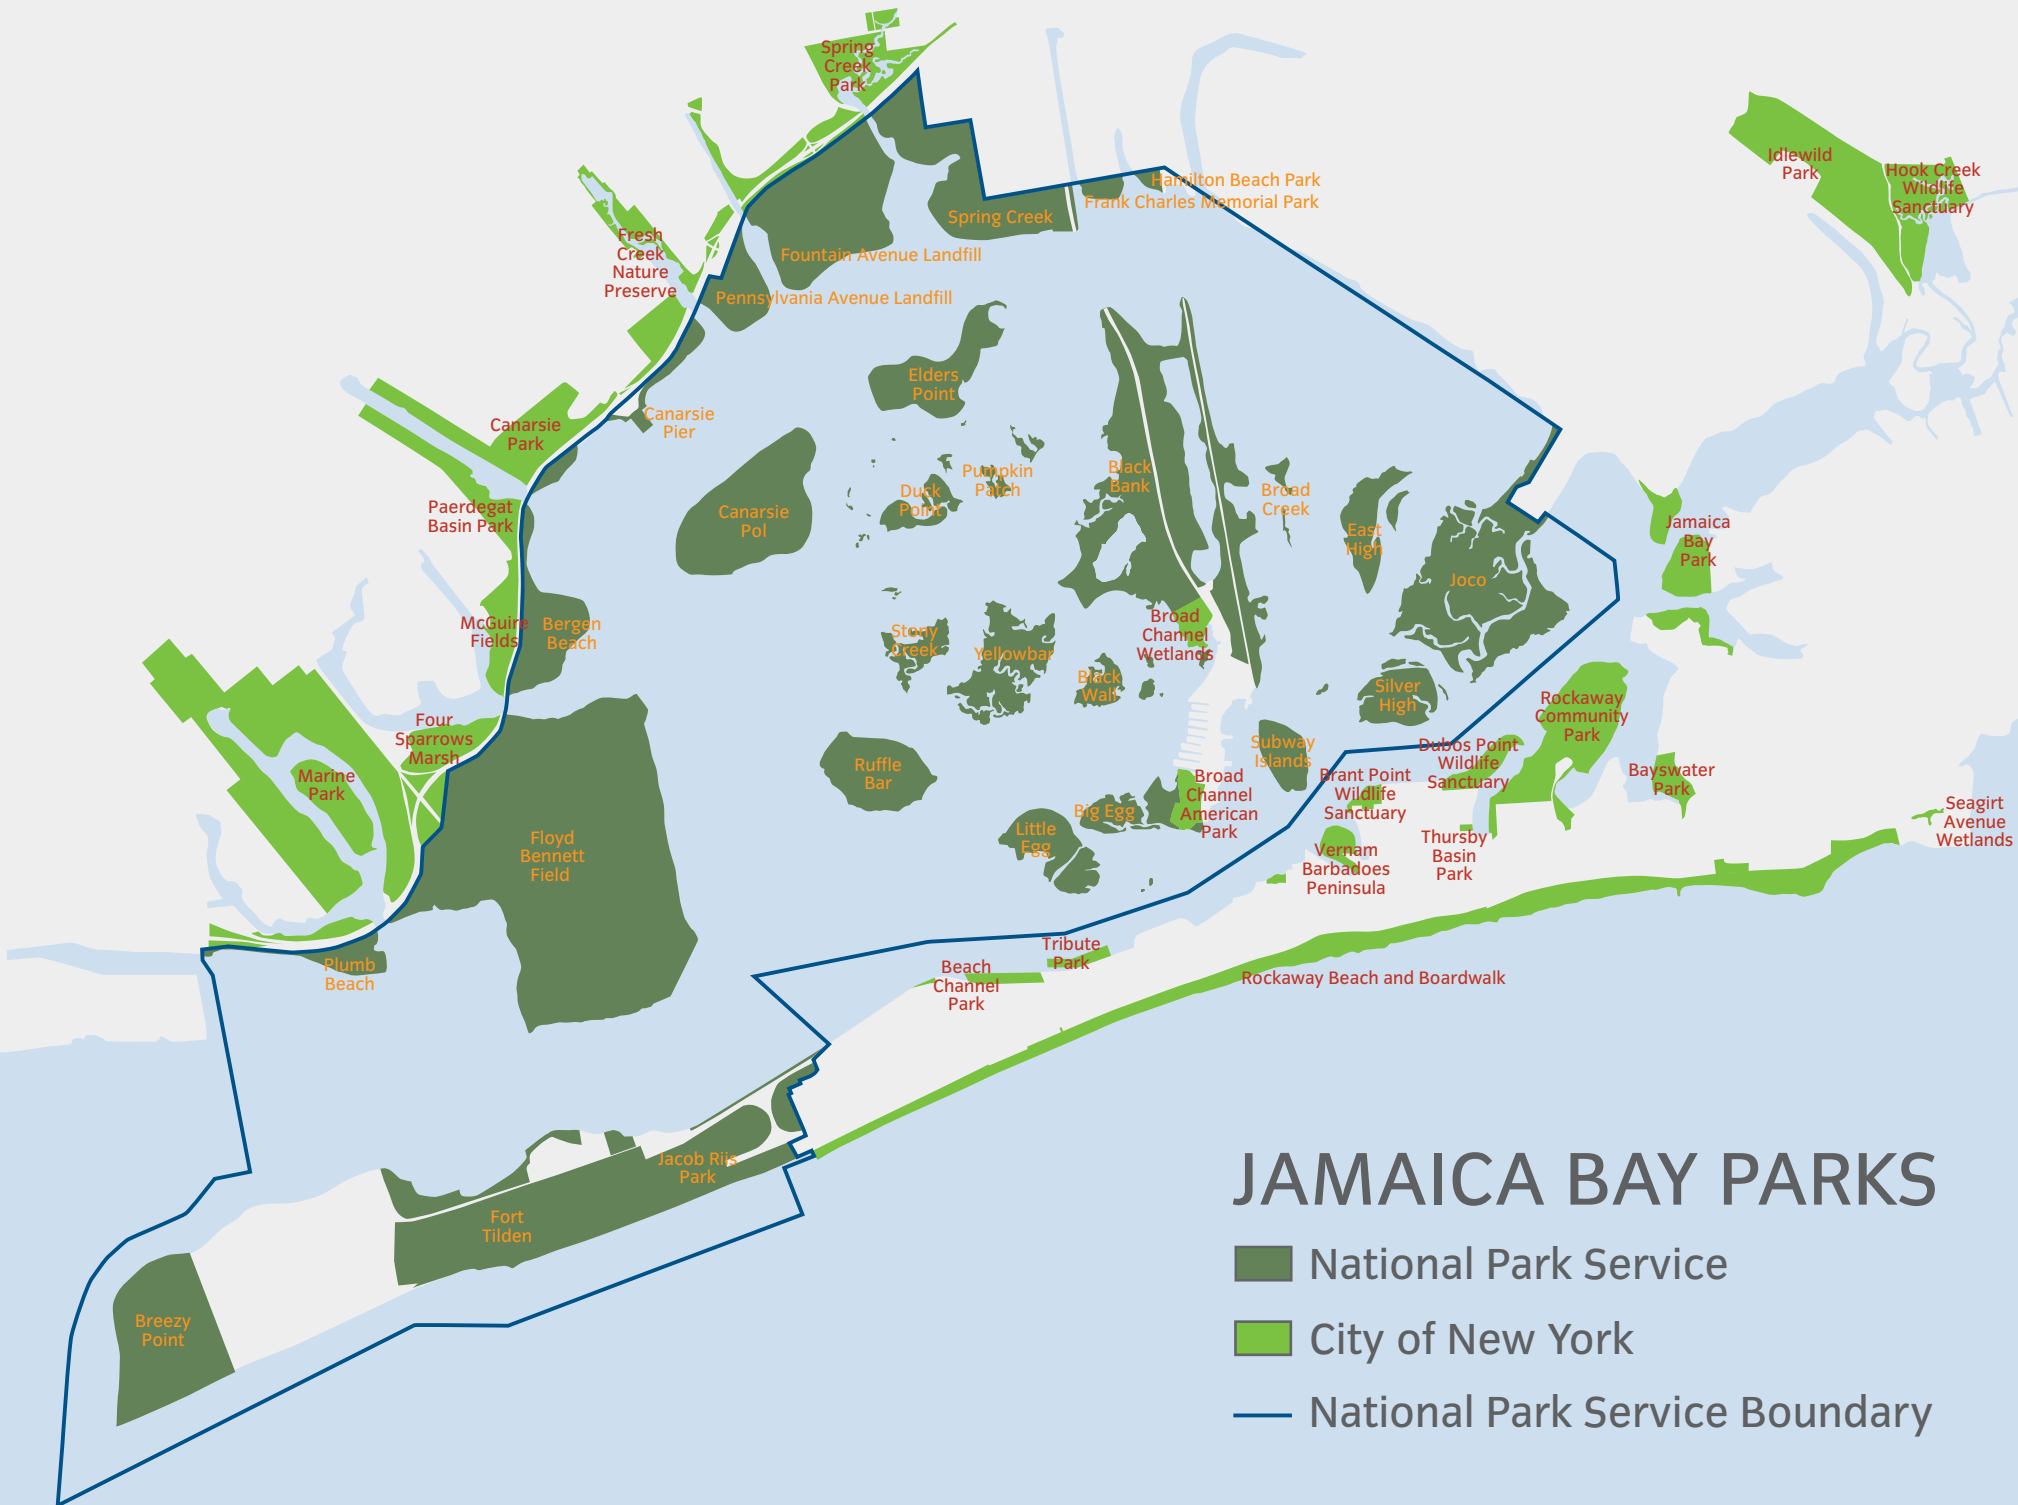 Spring
Creek
Park
Idlewild
Park
Hook Creek
Wildlife
Sanctuary
Hamilton Beach Park
Frank Charles Memorial Park
Spring Creek
Fresh
Creek
Nature
Preserve
Fountain Avenue Landfill
Pennsylvania Avenue Landfill
Elders
Point
Canarsie
Pier
Canarsie
Park
Pumpkin
Patch
Duck
Point
Black
Bank
Broad
Creek
Canarsie
Pol
Paerdegat
Basin Park
East
High
Jamaica
Bay
Park
Joco
McGuire
Fields
Bergen
Beach
Stony
Creek
Yellowbar
Broad
Channel
Wetlands
Black
Wall
Silver
High
Rockaway
Community
Park
Four
Sparrows
Marsh
Marine
Park
Ruffle
Bar
Subway
Islands
Dubos Point
Wildlife
Sanctuary
Brant Point
Wildlife
Sanctuary
Bayswater
Park
Broad
Channel
American
Park
Big Egg
Little
Egg
Seagirt
Avenue
Wetlands
Floyd
Bennett
Field
Vernam
Barbadoes
Peninsula
Thursby
Basin
Park
Plumb
Beach
Tribute
Park
Beach
Channel
Park
Rockaway Beach and Boardwalk
Jacob Riis
Park
Fort
Tilden
Breezy
Point
JAMAICA BAY PARKS
National Park Service
City of New York
National Park Service Boundary